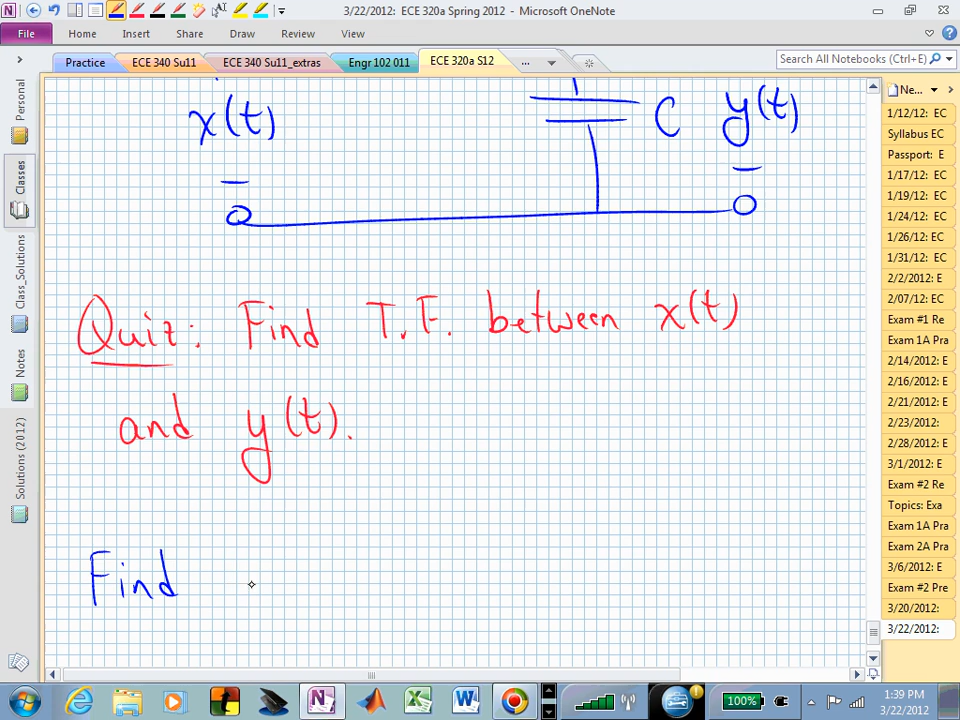 3/22/2012: ECE 320a Spring 2012 - Microsoft OneNote
File Home Insert Share Draw Review View
Practice ECE 340 Su11 ECE 340 Su11_extras Engr 102 011 ECE 320a S12 ... Search All Notebooks (Ctrl+E)
Personal
Classes
Class_Solutions
Notes
Solutions (2012)
x(t) C y(t)
− −
Quiz: Find T.F. between x(t)
and y(t).
Find
Ne...
1/12/12: EC
Syllabus EC
Passport: E
1/17/12: EC
1/19/12: EC
1/24/12: EC
1/26/12: EC
1/31/12: EC
2/2/2012: E
2/07/12: EC
Exam #1 Re
Exam 1A Pra
2/14/2012: E
2/16/2012: E
2/21/2012: E
2/23/2012:
2/28/2012: E
3/1/2012: E
Exam #2 Re
Topics: Exa
Exam 1A Pra
Exam 2A Pra
3/6/2012: E
Exam #2 Pre
3/20/2012:
3/22/2012:
100%
1:39 PM
3/22/2012